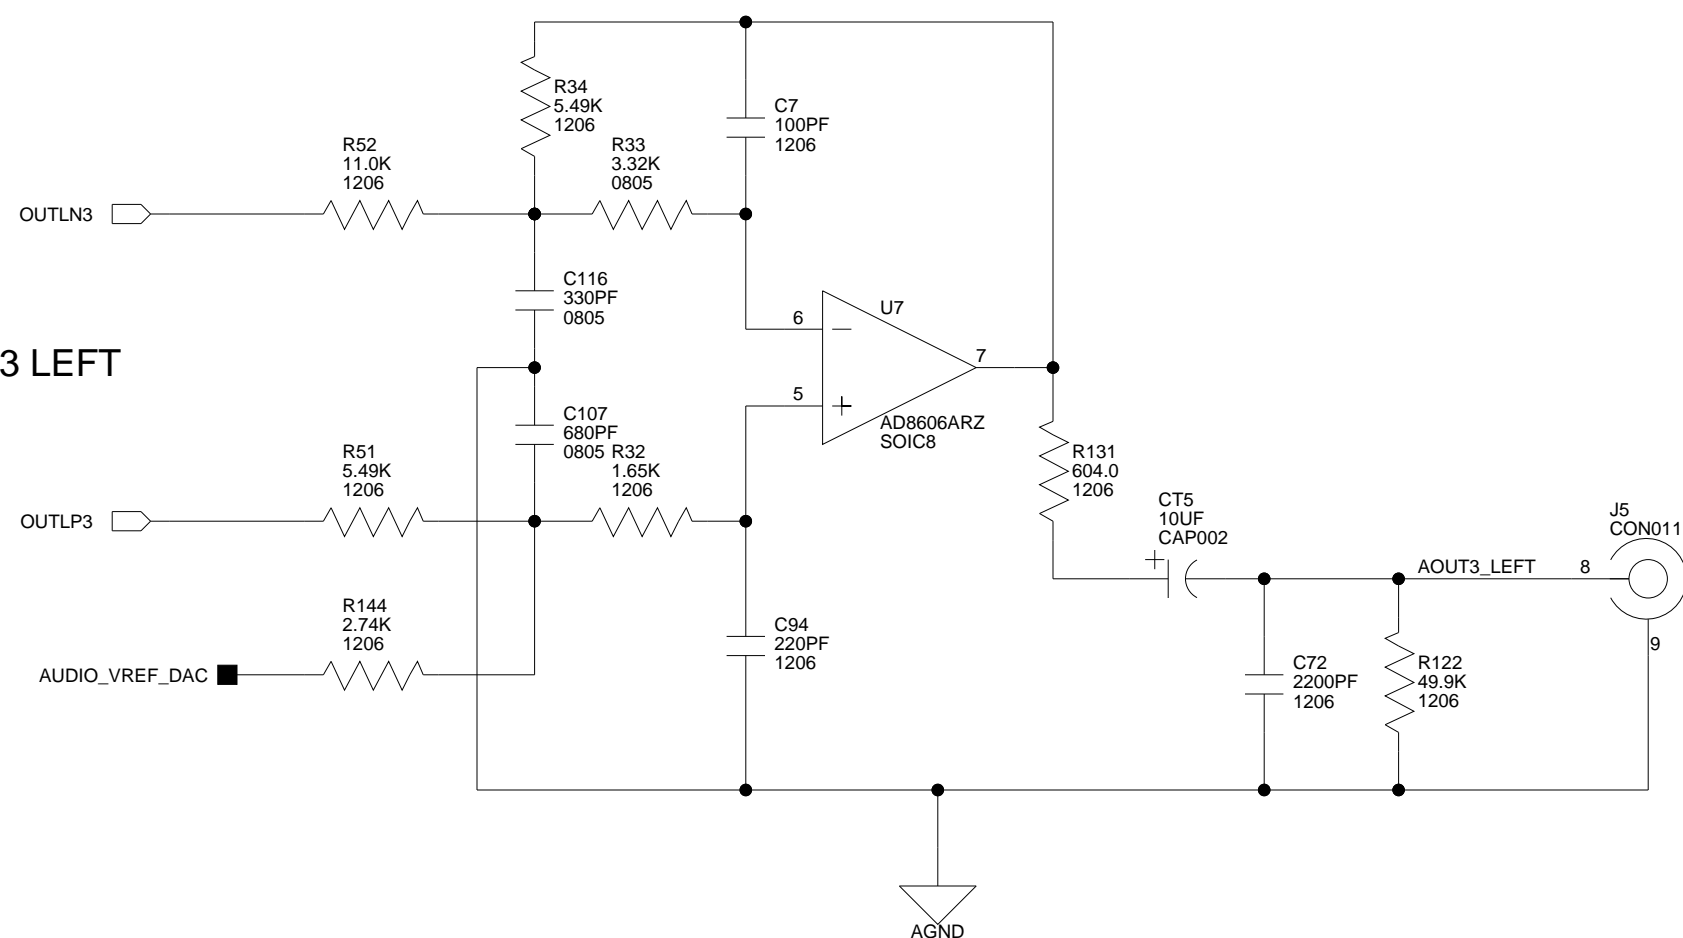 R34
5.49K
1206
C7
100PF
1206
R52
11.0K
1206
R33
3.32K
0805
OUTLN3
C116
330PF
0805
U7
6
3 LEFT
7
5
C107
680PF
0805
AD8606ARZ
SOIC8
R51
5.49K
1206
R32
1.65K
1206
R131
604.0
1206
CT5
10UF
CAP002
OUTLP3
J5
CON011
AOUT3_LEFT
8
R144
2.74K
1206
C94
220PF
1206
9
AUDIO_VREF_DAC
C72
2200PF
1206
R122
49.9K
1206
AGND